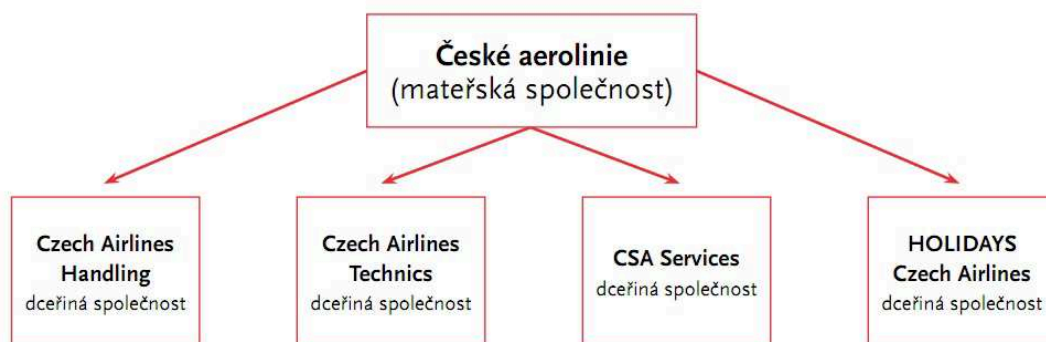 České aerolinie
(mateřská společnost)
Czech Airlines
Handling
dceřiná společnost
Czech Airlines
Technics
dceřiná společnost
CSA Services
dceřiná společnost
HOLIDAYS
Czech Airlines
dceřiná společnost